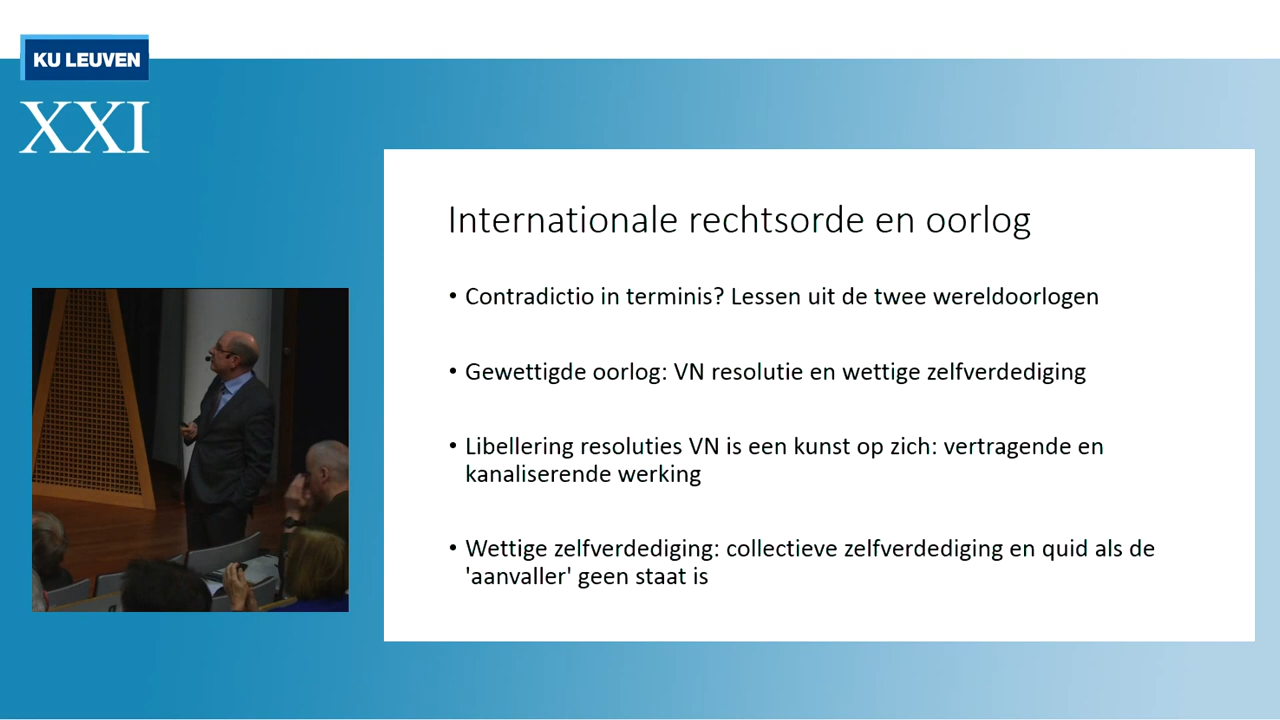 KU LEUVEN
XXI
Internationale rechtsorde en oorlog
• Contradictio in terminis? Lessen uit de twee wereldoorlogen
• Gewettigde oorlog: VN resolutie en wettige zelfverdediging
• Libellering resoluties VN is een kunst op zich: vertragende en
kanaliserende werking
• Wettige zelfverdediging: collectieve zelfverdediging en quid als de
'aanvaller' geen staat is